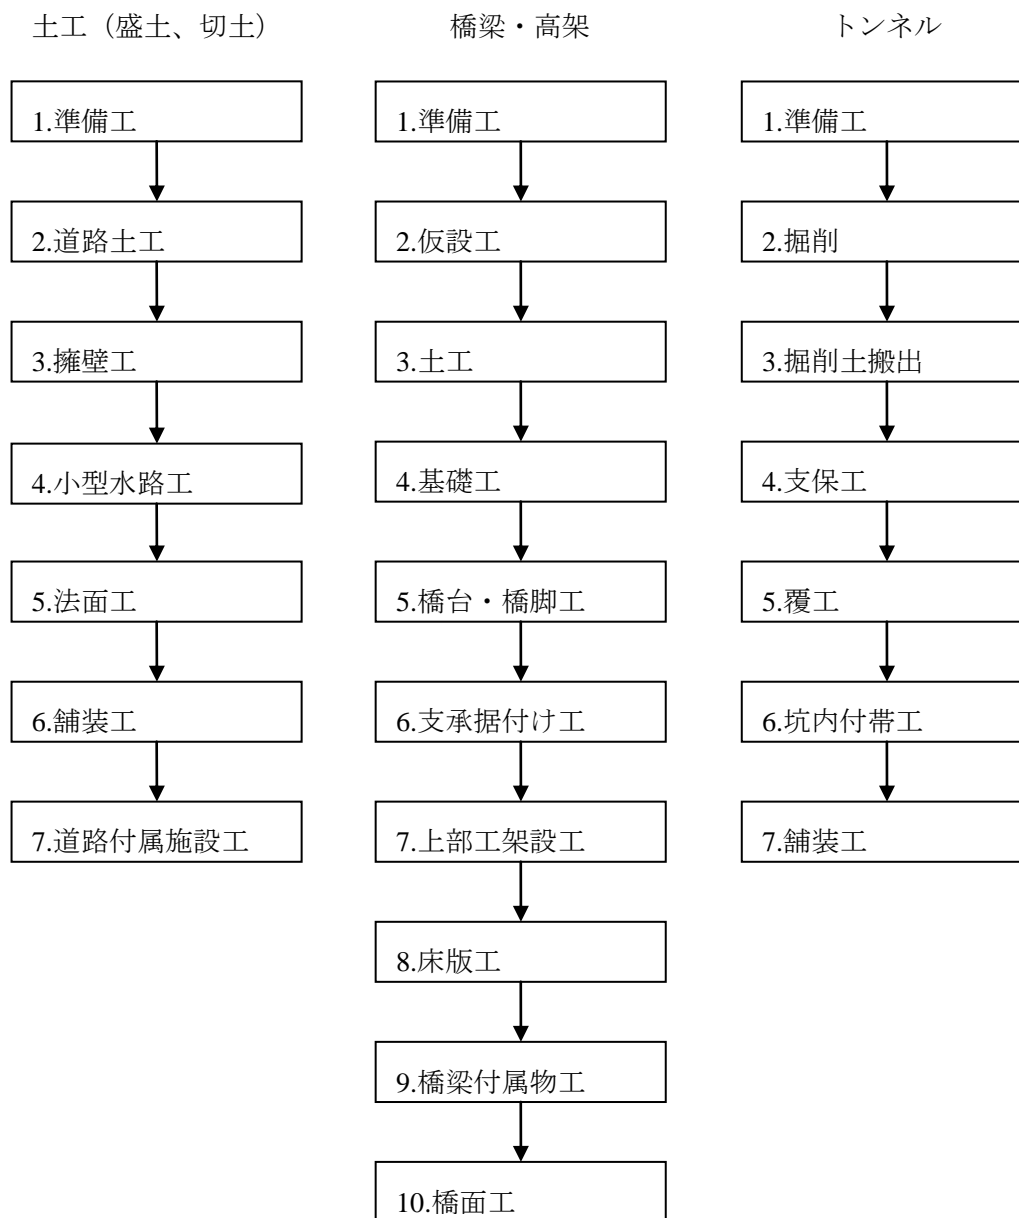 土工（盛土、切土）
1.準備工
2.道路土工
3.擁壁工
4.小型水路工
5.法面工
6.舗装工
7.道路付属施設工
橋梁・高架
1.準備工
2.仮設工
3.土工
4.基礎工
5.橋台・橋脚工
6.支承据付け工
7.上部工架設工
8.床版工
9.橋梁付属物工
10.橋面工
トンネル
1.準備工
2.掘削
3.掘削土搬出
4.支保工
5.覆工
6.坑内付帯工
7.舗装工